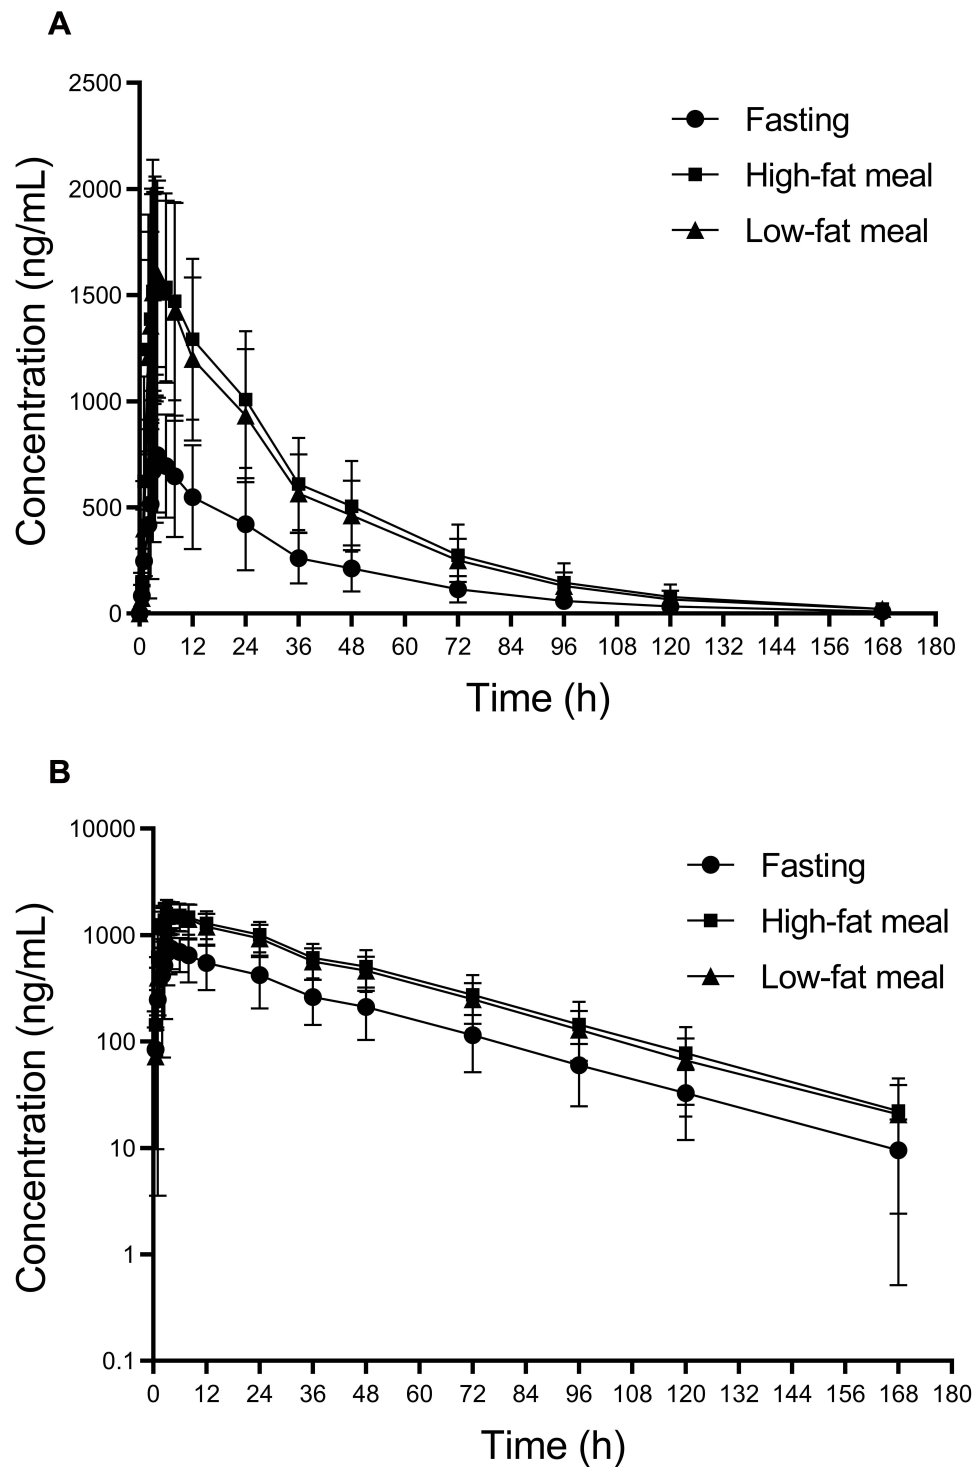 A
2500
2000
1500
1000
500
0
Concentration (ng/mL)
Fasting
High-fat meal
Low-fat meal
0 12 24 36 48 60 72 84 96 108 120 132 144 156 168 180
Time (h)
B
10000
1000
100
10
1
0.1
Concentration (ng/mL)
Fasting
High-fat meal
Low-fat meal
0 12 24 36 48 60 72 84 96 108 120 132 144 156 168 180
Time (h)